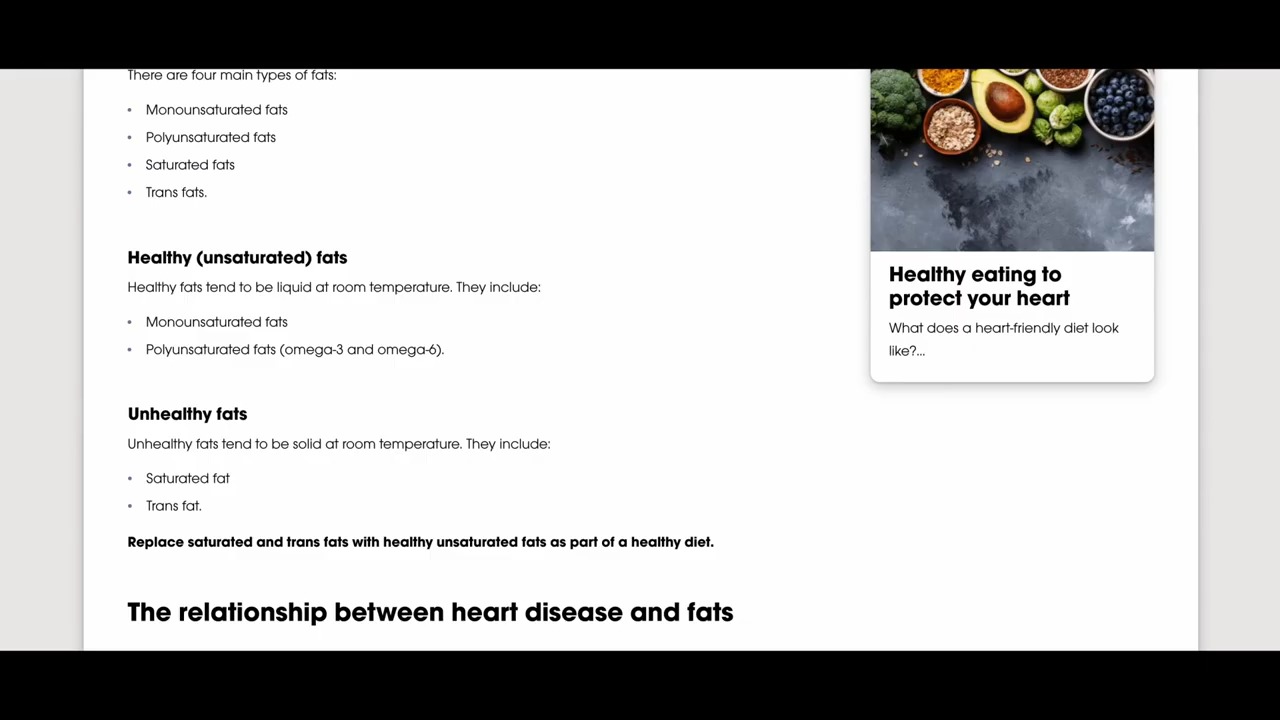 There are four main types of fats:
• Monounsaturated fats
• Polyunsaturated fats
• Saturated fats
• Trans fats.
Healthy (unsaturated) fats
Healthy fats tend to be liquid at room temperature. They include:
• Monounsaturated fats
• Polyunsaturated fats (omega-3 and omega-6).
Unhealthy fats
Unhealthy fats tend to be solid at room temperature. They include:
• Saturated fat
• Trans fat.
Replace saturated and trans fats with healthy unsaturated fats as part of a healthy diet.
The relationship between heart disease and fats
Healthy eating to
protect your heart
What does a heart-friendly diet look
like?...